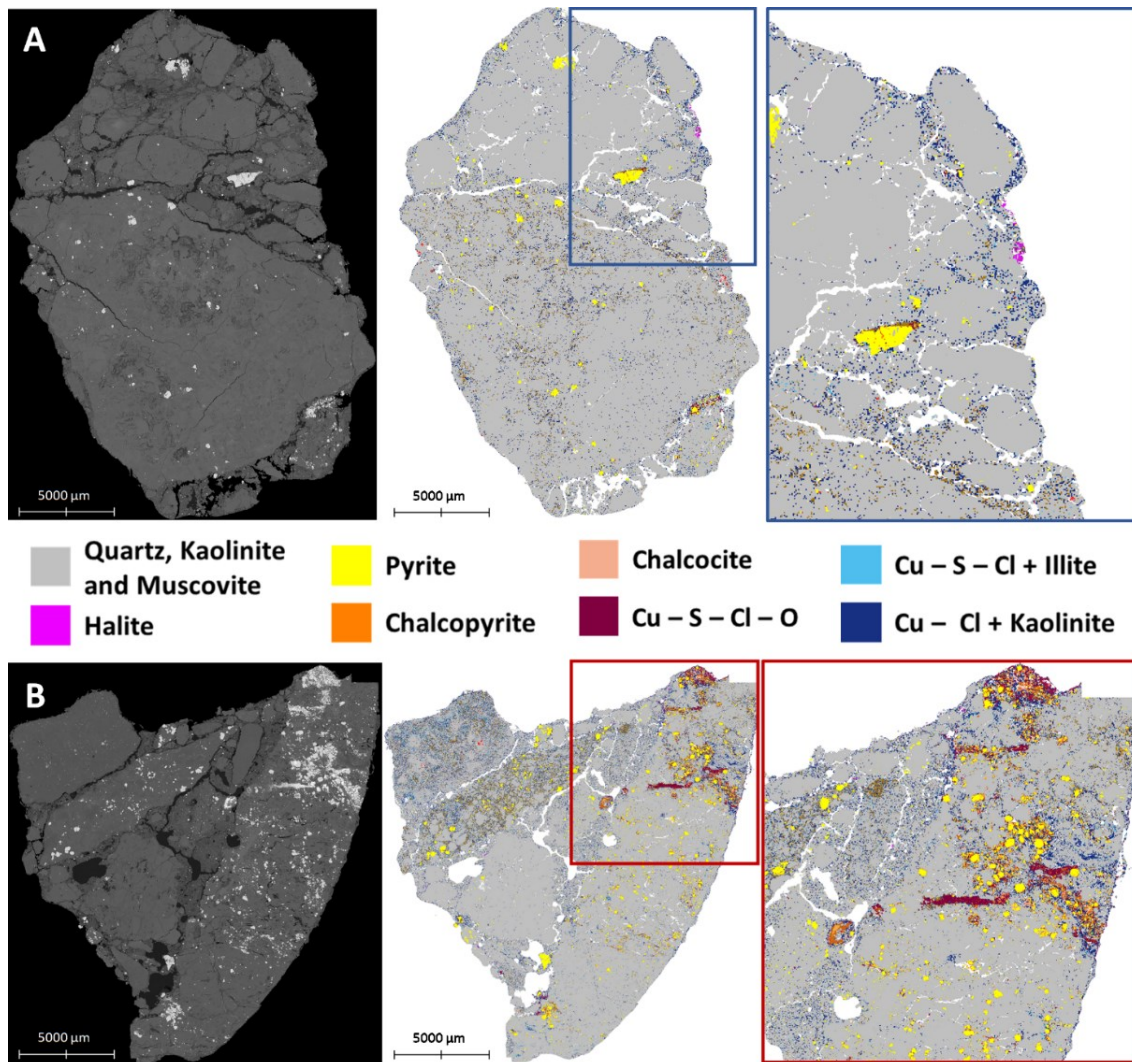 A
5000 µm
5000 µm
Quartz, Kaolinite
and Muscovite
Pyrite
Chalcocite
Cu – S – Cl + Illite
Halite
Chalcopyrite
Cu – S – Cl – O
Cu – Cl + Kaolinite
B
5000 µm
5000 µm